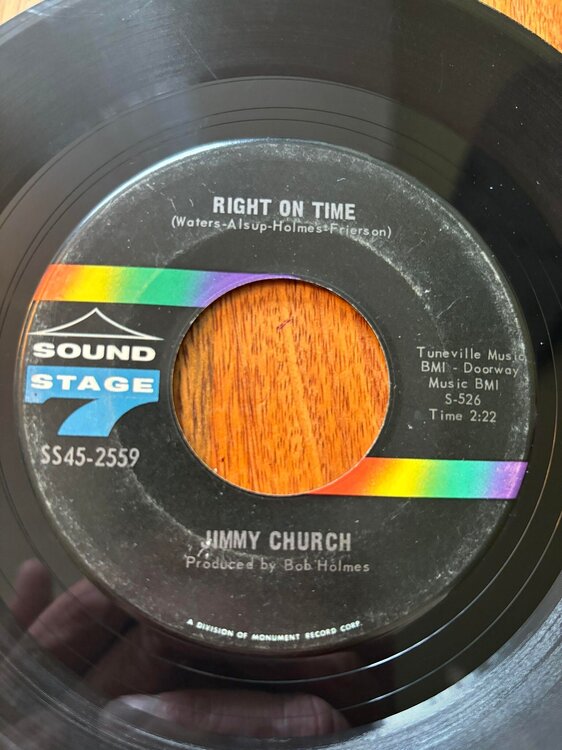 RIGHT ON TIME
(Waters-Alsup-Holmes-Frierson)
SOUND
STAGE
7
SS45-2559
Tuneville Music
BMI - Doorway
Music BMI
S-526
Time 2:22
JIMMY CHURCH
Produced by Bob Holmes
A DIVISION OF MONUMENT RECORD CORP.